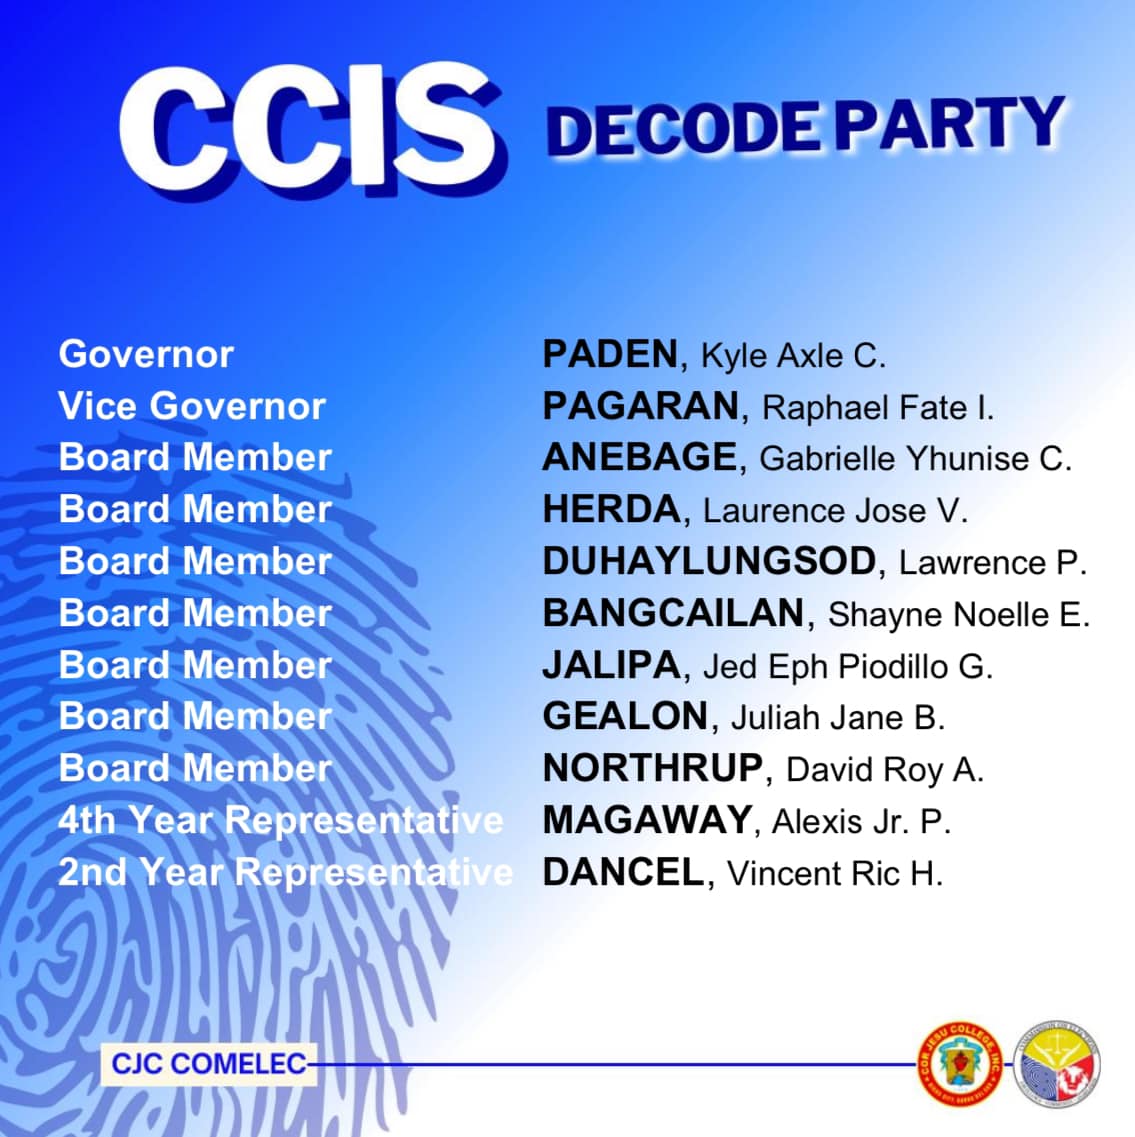 CCIS DECODE PARTY
Governor PADEN, Kyle Axle C.
Vice Governor PAGARAN, Raphael Fate I.
Board Member ANEBAGE, Gabrielle Yhunise C.
Board Member HERDA, Laurence Jose V.
Board Member DUHAYLUNGSOD, Lawrence P.
Board Member BANGCAILAN, Shayne Noelle E.
Board Member JALIPA, Jed Eph Piodillo G.
Board Member GEALON, Juliah Jane B.
Board Member NORTHRUP, David Roy A.
4th Year Representative MAGAWAY, Alexis Jr. P.
2nd Year Representative DANCEL, Vincent Ric H.
CJC COMELEC
COR JESU COLLEGE, INC.
COMMISSION ON ELECTIONS